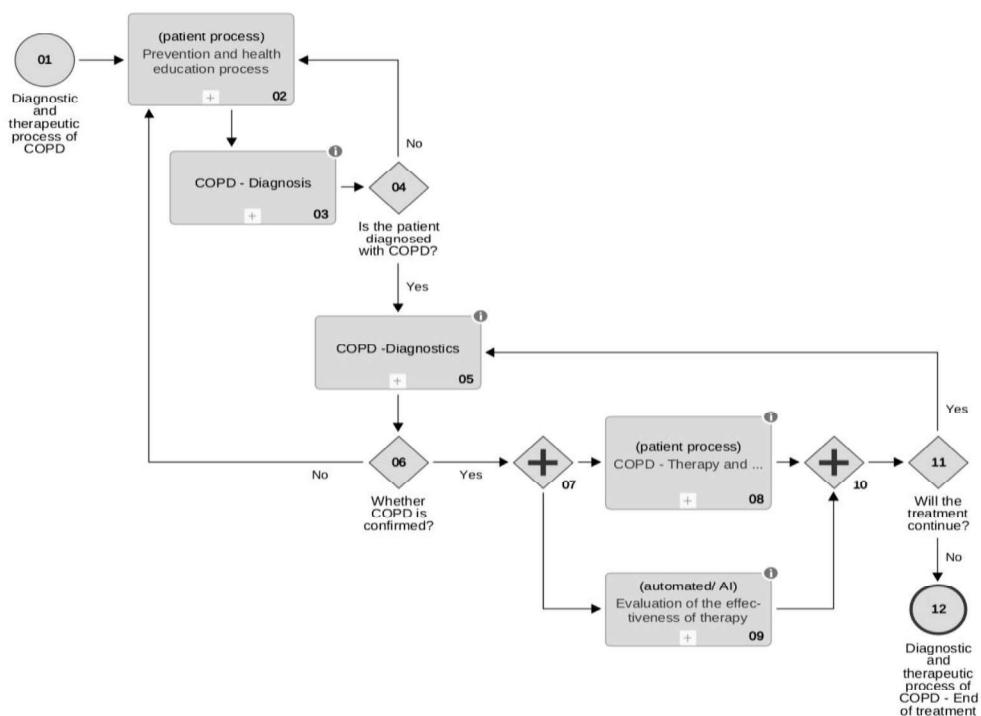 01
Diagnostic
and
therapeutic
process of
COPD
(patient process)
Prevention and health
education process
02
COPD - Diagnosis
03
No
04
Is the patient
diagnosed
with COPD?
Yes
COPD -Diagnostics
05
06
No
Yes
Whether
COPD is
confirmed?
07
(patient process)
COPD - Therapy and ...
08
(automated/ AI)
Evaluation of the effec-
tiveness of therapy
09
10
Yes
11
Will the
treatment
continue?
No
12
Diagnostic
and
therapeutic
process of
COPD - End
of treatment